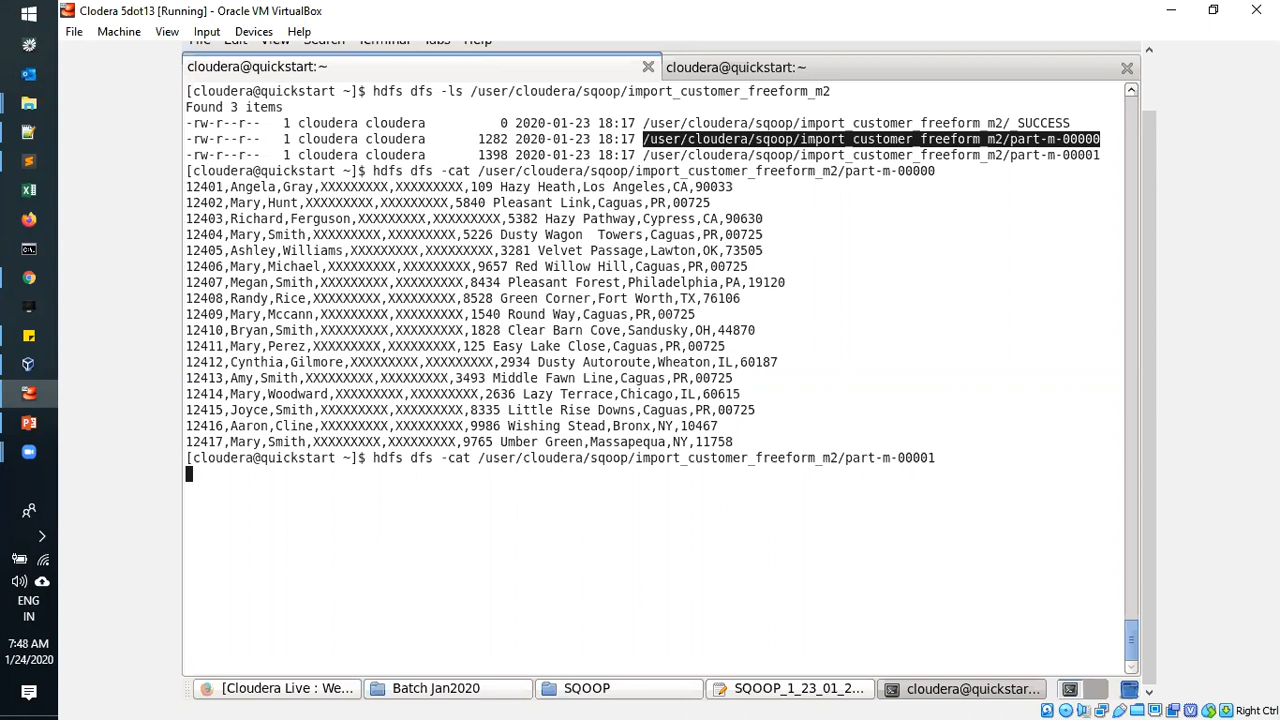 Clodera 5dot13 [Running] - Oracle VM VirtualBox
File Machine View Input Devices Help
File Edit View Search Terminal Tabs Help
cloudera@quickstart:~
cloudera@quickstart:~
[cloudera@quickstart ~]$ hdfs dfs -ls /user/cloudera/sqoop/import_customer_freeform_m2
Found 3 items
-rw-r--r-- 1 cloudera cloudera 0 2020-01-23 18:17 /user/cloudera/sqoop/import_customer_freeform_m2/_SUCCESS
-rw-r--r-- 1 cloudera cloudera 1282 2020-01-23 18:17 /user/cloudera/sqoop/import_customer_freeform_m2/part-m-00000
-rw-r--r-- 1 cloudera cloudera 1398 2020-01-23 18:17 /user/cloudera/sqoop/import_customer_freeform_m2/part-m-00001
[cloudera@quickstart ~]$ hdfs dfs -cat /user/cloudera/sqoop/import_customer_freeform_m2/part-m-00000
12401,Angela,Gray,XXXXXXXXX,XXXXXXXXX,109 Hazy Heath,Los Angeles,CA,90033
12402,Mary,Hunt,XXXXXXXXX,XXXXXXXXX,5840 Pleasant Link,Caguas,PR,00725
12403,Richard,Ferguson,XXXXXXXXX,XXXXXXXXX,5382 Hazy Pathway,Cypress,CA,90630
12404,Mary,Smith,XXXXXXXXX,XXXXXXXXX,5226 Dusty Wagon  Towers,Caguas,PR,00725
12405,Ashley,Williams,XXXXXXXXX,XXXXXXXXX,3281 Velvet Passage,Lawton,OK,73505
12406,Mary,Michael,XXXXXXXXX,XXXXXXXXX,9657 Red Willow Hill,Caguas,PR,00725
12407,Megan,Smith,XXXXXXXXX,XXXXXXXXX,8434 Pleasant Forest,Philadelphia,PA,19120
12408,Randy,Rice,XXXXXXXXX,XXXXXXXXX,8528 Green Corner,Fort Worth,TX,76106
12409,Mary,Mccann,XXXXXXXXX,XXXXXXXXX,1540 Round Way,Caguas,PR,00725
12410,Bryan,Smith,XXXXXXXXX,XXXXXXXXX,1828 Clear Barn Cove,Sandusky,OH,44870
12411,Mary,Perez,XXXXXXXXX,XXXXXXXXX,125 Easy Lake Close,Caguas,PR,00725
12412,Cynthia,Gilmore,XXXXXXXXX,XXXXXXXXX,2934 Dusty Autoroute,Wheaton,IL,60187
12413,Amy,Smith,XXXXXXXXX,XXXXXXXXX,3493 Middle Fawn Line,Caguas,PR,00725
12414,Mary,Woodward,XXXXXXXXX,XXXXXXXXX,2636 Lazy Terrace,Chicago,IL,60615
12415,Joyce,Smith,XXXXXXXXX,XXXXXXXXX,8335 Little Rise Downs,Caguas,PR,00725
12416,Aaron,Cline,XXXXXXXXX,XXXXXXXXX,9986 Wishing Stead,Bronx,NY,10467
12417,Mary,Smith,XXXXXXXXX,XXXXXXXXX,9765 Umber Green,Massapequa,NY,11758
[cloudera@quickstart ~]$ hdfs dfs -cat /user/cloudera/sqoop/import_customer_freeform_m2/part-m-00001
ENG
IN
7:48 AM
1/24/2020
[Cloudera Live : We...
Batch Jan2020
SQOOP
SQOOP_1_23_01_2...
cloudera@quickstar...
Right Ctrl